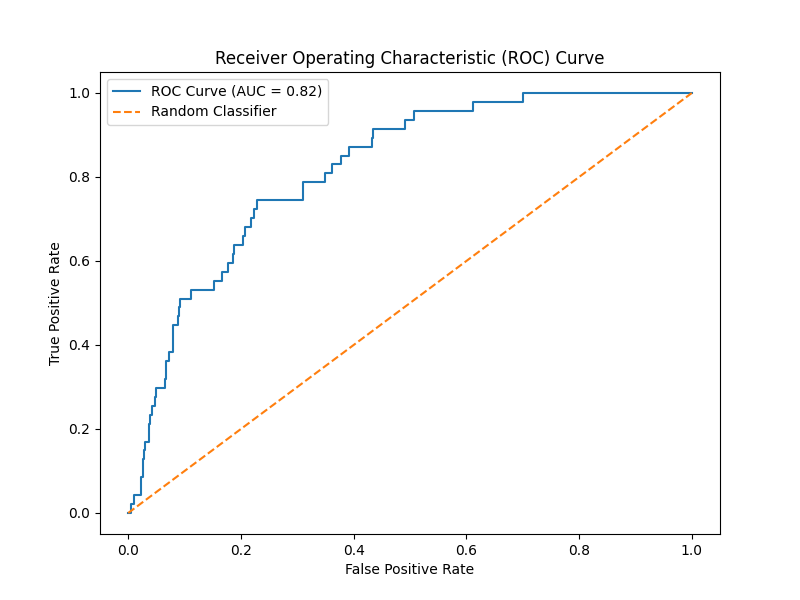 Receiver Operating Characteristic (ROC) Curve
ROC Curve (AUC = 0.82)
Random Classifier
True Positive Rate
1.0
0.8
0.6
0.4
0.2
0.0
0.0 0.2 0.4 0.6 0.8 1.0
False Positive Rate